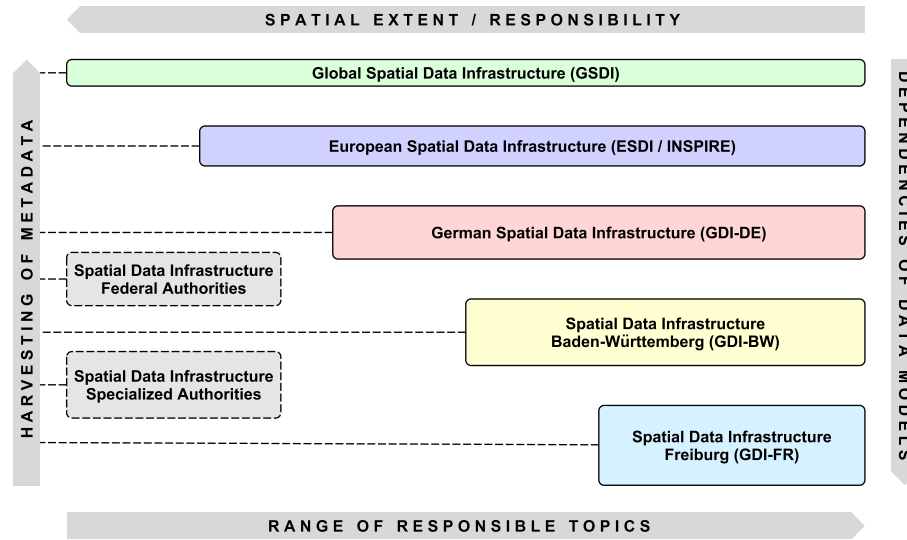 SPATIAL EXTENT / RESPONSIBILITY
Global Spatial Data Infrastructure (GSDI)
European Spatial Data Infrastructure (ESDI / INSPIRE)
German Spatial Data Infrastructure (GDI-DE)
Spatial Data Infrastructure
Federal Authorities
Spatial Data Infrastructure
Baden-Württemberg (GDI-BW)
Spatial Data Infrastructure
Specialized Authorities
Spatial Data Infrastructure
Freiburg (GDI-FR)
HARVESTING OF METADATA
DEPENDENCIES OF DATA MODELS
RANGE OF RESPONSIBLE TOPICS